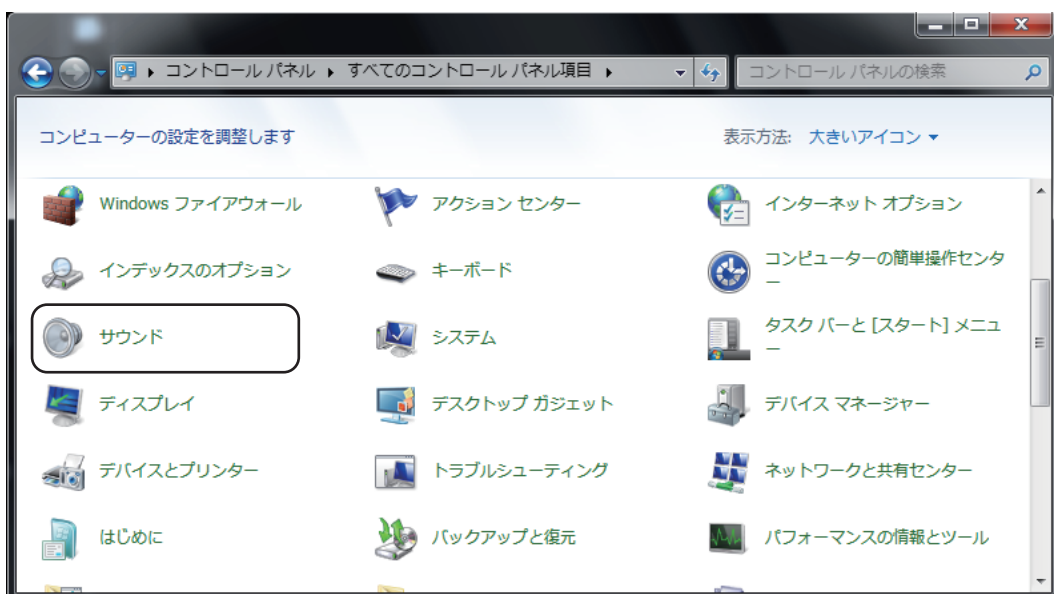 コントロール パネル ▸ すべてのコントロール パネル項目 ▸ コントロール パネルの検索
コンピューターの設定を調整します 表示方法: 大きいアイコン
Windows ファイアウォール アクション センター インターネット オプション
インデックスのオプション キーボード コンピューターの簡単操作センタ
ー
サウンド システム タスク バーと [スタート] メニュ
ー
ディスプレイ デスクトップ ガジェット デバイス マネージャー
デバイスとプリンター トラブルシューティング ネットワークと共有センター
はじめに バックアップと復元 パフォーマンスの情報とツール